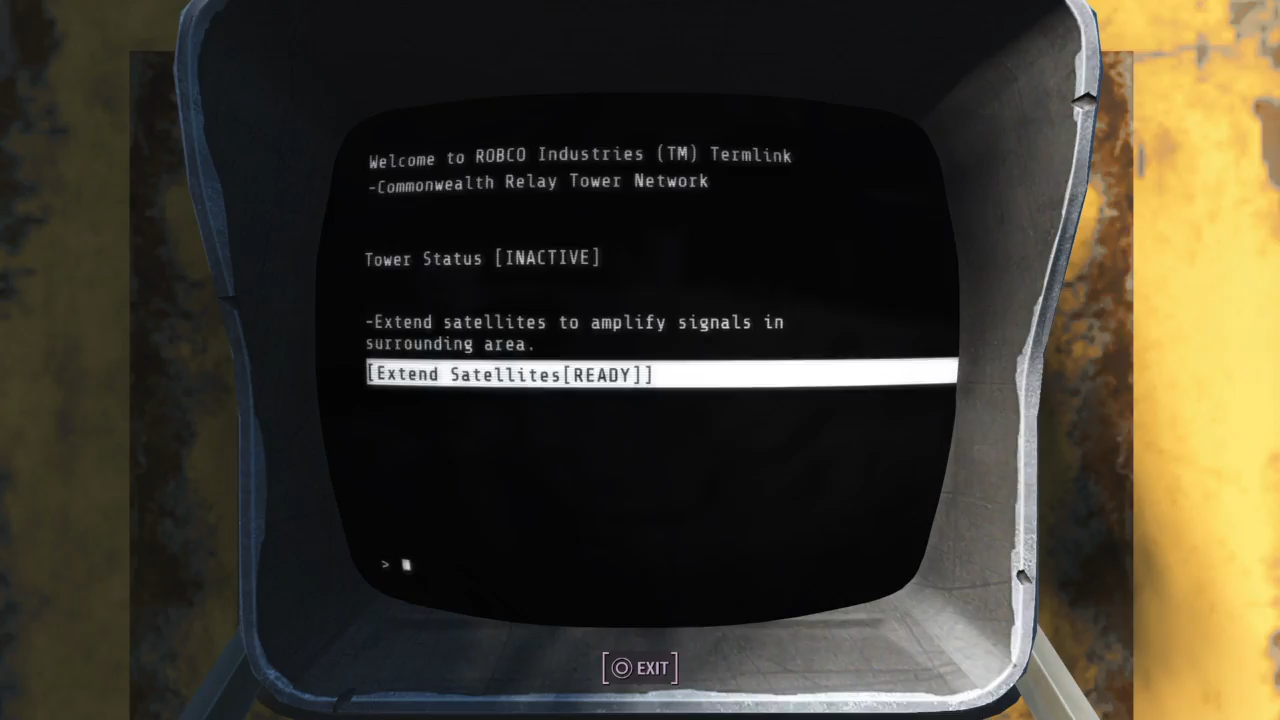 Welcome to ROBCO Industries (TM) Termlink
-Commonwealth Relay Tower Network
Tower Status [INACTIVE]
-Extend satellites to amplify signals in
surrounding area.
[Extend Satellites[READY]]
>
[ EXIT]